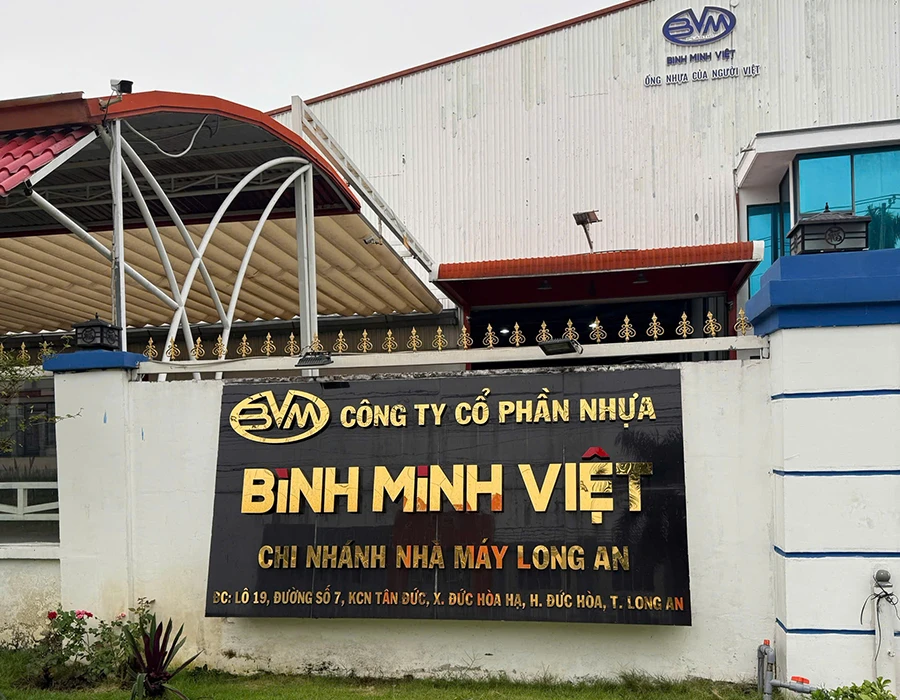 BVM
BINH MINH VIỆT
ỐNG NHỰA CỦA NGƯỜI VIỆT
BVM CÔNG TY CỔ PHẦN NHỰA
BiNH MiNH VIỆT
CHI NHÁNH NHÀ MÁY LONG AN
ĐC: LÔ 19, ĐƯỜNG SỐ 7, KCN TÂN ĐỨC, X. ĐỨC HÒA HẠ, H. ĐỨC HÒA, T. LONG AN